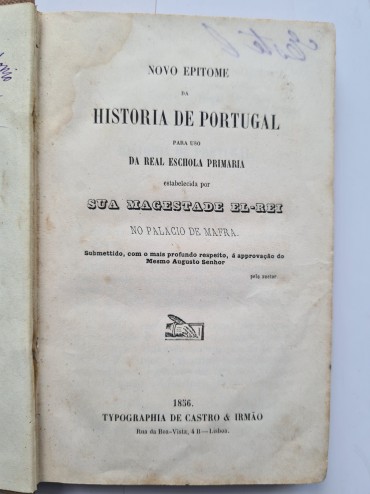 NOVO EPITOME
DA
HISTORIA DE PORTUGAL
PARA USO
DA REAL ESCHOLA PRIMARIA
estabelecida por
SUA MAGESTADE EL-REI
NO PALACIO DE MAFRA.
Submettido, com o mais profundo respeito, á approvação do
Mesmo Augusto Senhor
pelo auctor
1856.
TYPOGRAPHIA DE CASTRO & IRMÃO
Rua da Boa-Vista, 4 B—Lisboa.